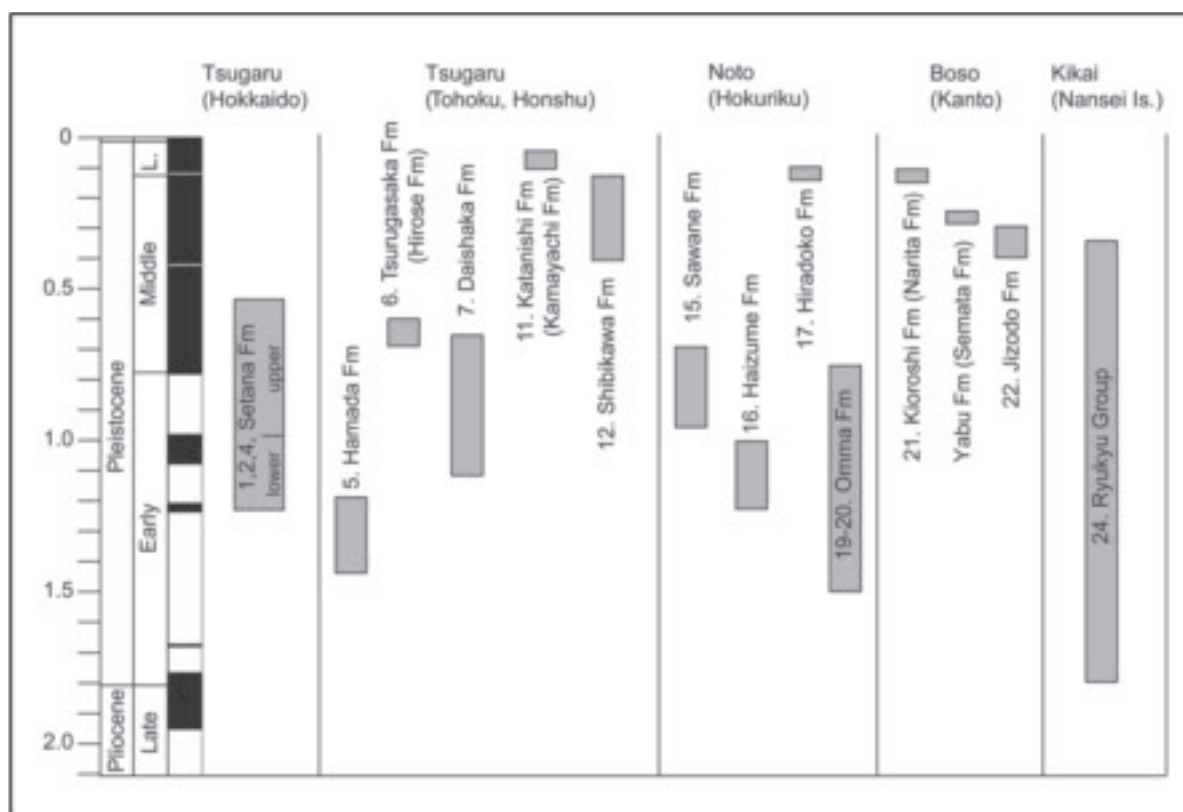 Tsugaru
(Hokkaido)
Tsugaru
(Tohoku, Honshu)
Noto
(Hokuriku)
Boso
(Kanto)
Kikai
(Nansei Is.)
0
0.5
1.0
1.5
2.0
Pleistocene
Pliocene
L.
Middle
Early
Late
1,2,4, Setana Fm
lower
upper
5. Hamada Fm
6. Tsurugasaka Fm
(Hirose Fm)
7. Daishaka Fm
11. Katanishi Fm
(Kamayachi Fm)
12. Shibikawa Fm
15. Sawane Fm
16. Haizume Fm
17. Hiradoko Fm
19-20. Omma Fm
21. Kioroshi Fm (Narita Fm)
Yabu Fm (Semata Fm)
22. Jizodo Fm
24. Ryukyu Group